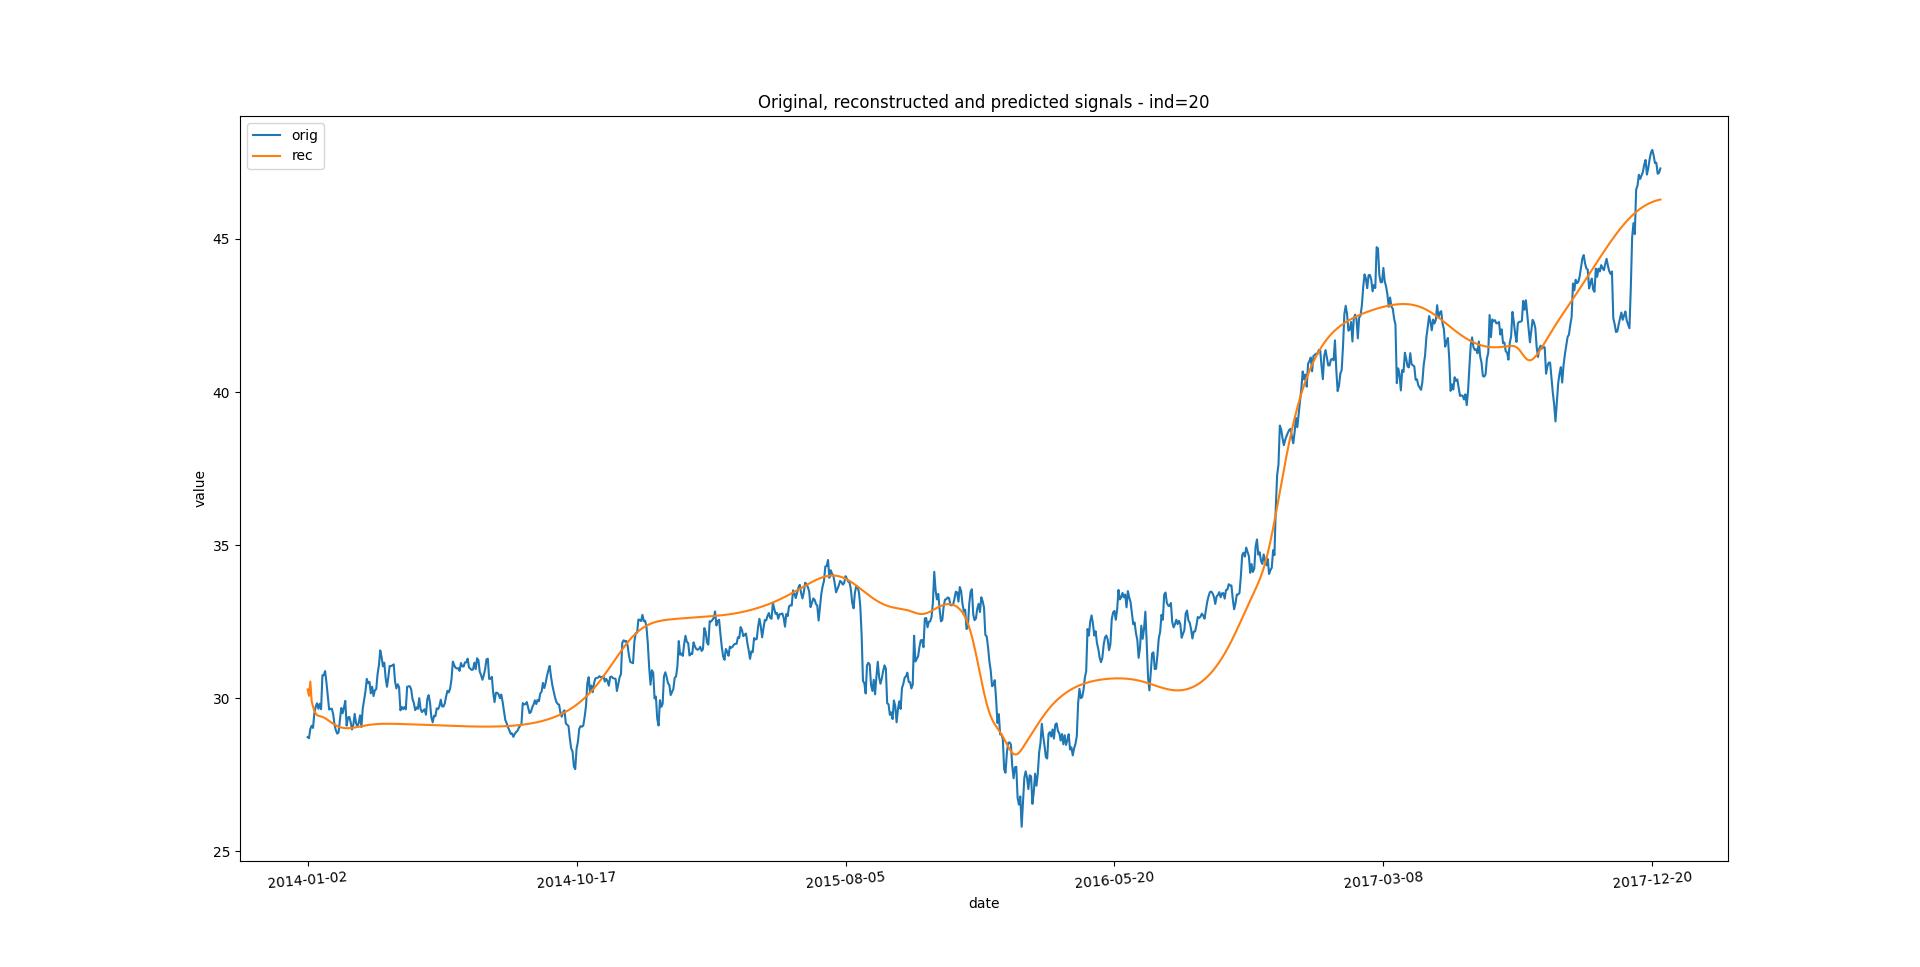 Original, reconstructed and predicted signals - ind=20
orig
rec
45
40
35
30
25
value
2014-01-02
2014-10-17
2015-08-05
2016-05-20
2017-03-08
2017-12-20
date